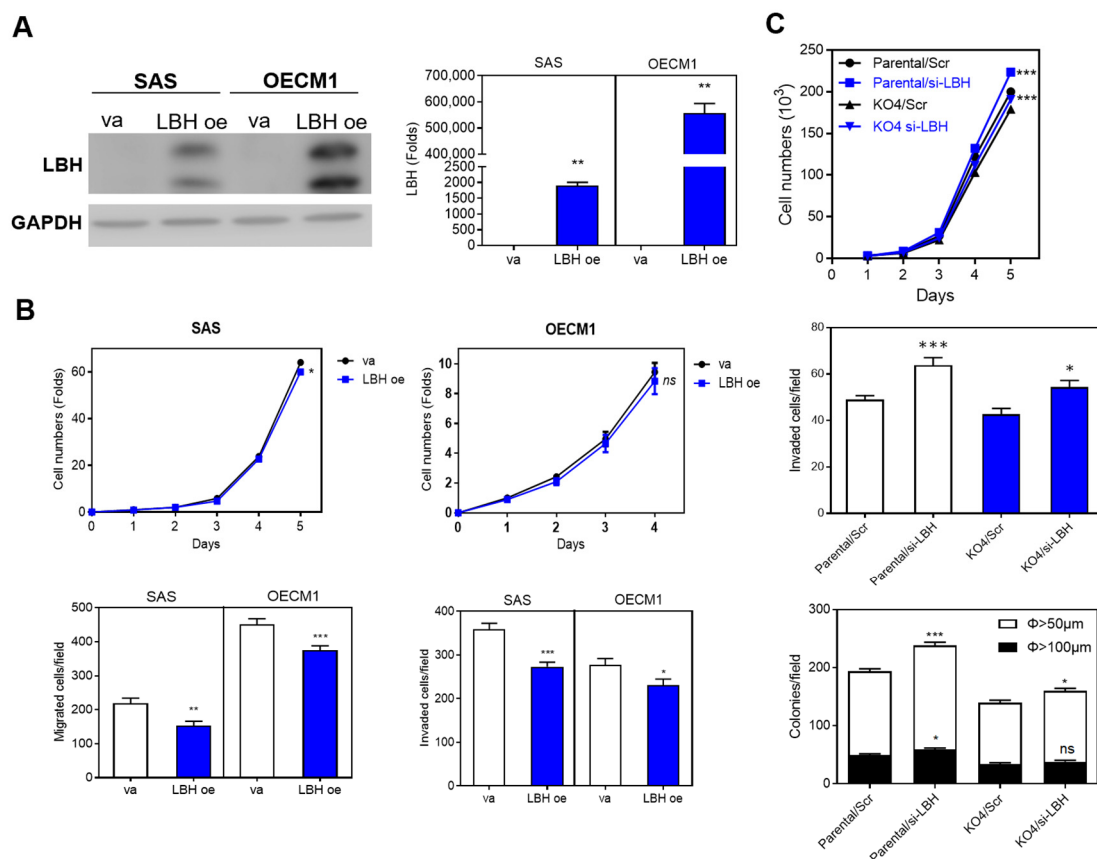 A
SAS OECM1
va LBH oe va LBH oe
LBH
GAPDH
SAS OECM1
LBH (Folds)
700,000
600,000
500,000
400,000
300,000
200,000
100,000
2500
2000
1500
1000
500
0
**
**
va LBH oe va LBH oe
C
Cell numbers (10³)
200
150
100
50
0
0 1 2 3 4 5
Days
Parental/Scr
Parental/si-LBH
KO4/Scr
KO4 si-LBH
***
***
B
SAS
Cell numbers (Folds)
60
40
20
0
0 1 2 3 4 5
Days
va
LBH oe
*
OECM1
Cell numbers (Folds)
10
8
6
4
2
0
0 1 2 3 4
Days
va
LBH oe
ns
Invaded cells/field
80
60
40
20
0
***
*
Parental/Scr
Parental/si-LBH
KO4/Scr
KO4/si-LBH
SAS OECM1
Migrated cells/field
500
400
300
200
100
0
**
***
va LBH oe va LBH oe
SAS OECM1
Invaded cells/field
400
300
200
100
0
***
*
va LBH oe va LBH oe
Colonies/field
300
200
100
0
Φ>50μm
Φ>100μm
***
*
*
ns
Parental/Scr
Parental/si-LBH
KO4/Scr
KO4/si-LBH